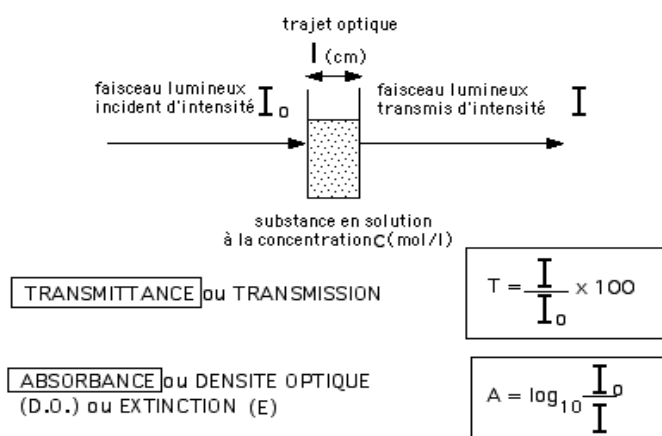 trajet optique
l (cm)
faisceau lumineux
incident d'intensité I₀
faisceau lumineux
transmis d'intensité I
substance en solution
à la concentration C (mol/l)
TRANSMITTANCE ou TRANSMISSION
T = I / I₀ x 100
ABSORBANCE ou DENSITE OPTIQUE
(D.O.) ou EXTINCTION (E)
A = log₁₀ I₀ / I